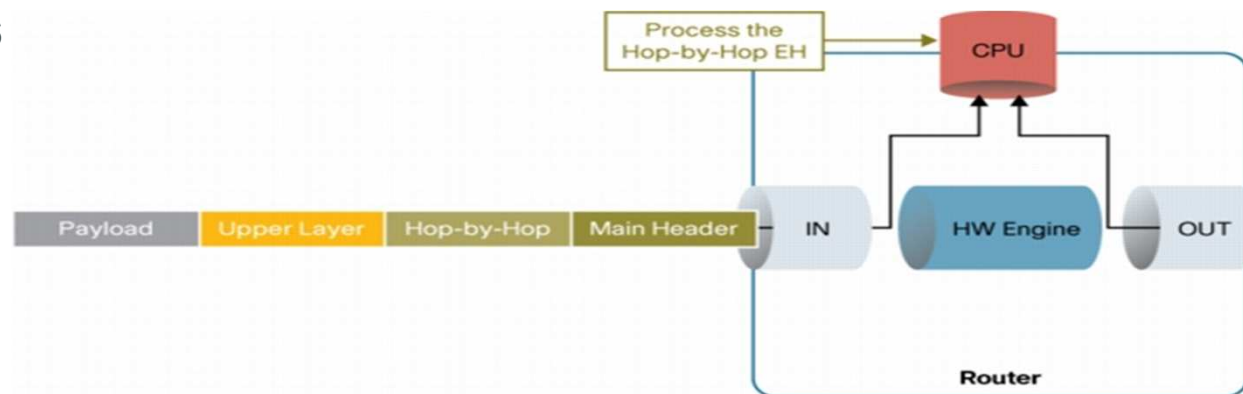 Process the
Hop-by-Hop EH
CPU
Payload
Upper Layer
Hop-by-Hop
Main Header
IN
HW Engine
OUT
Router